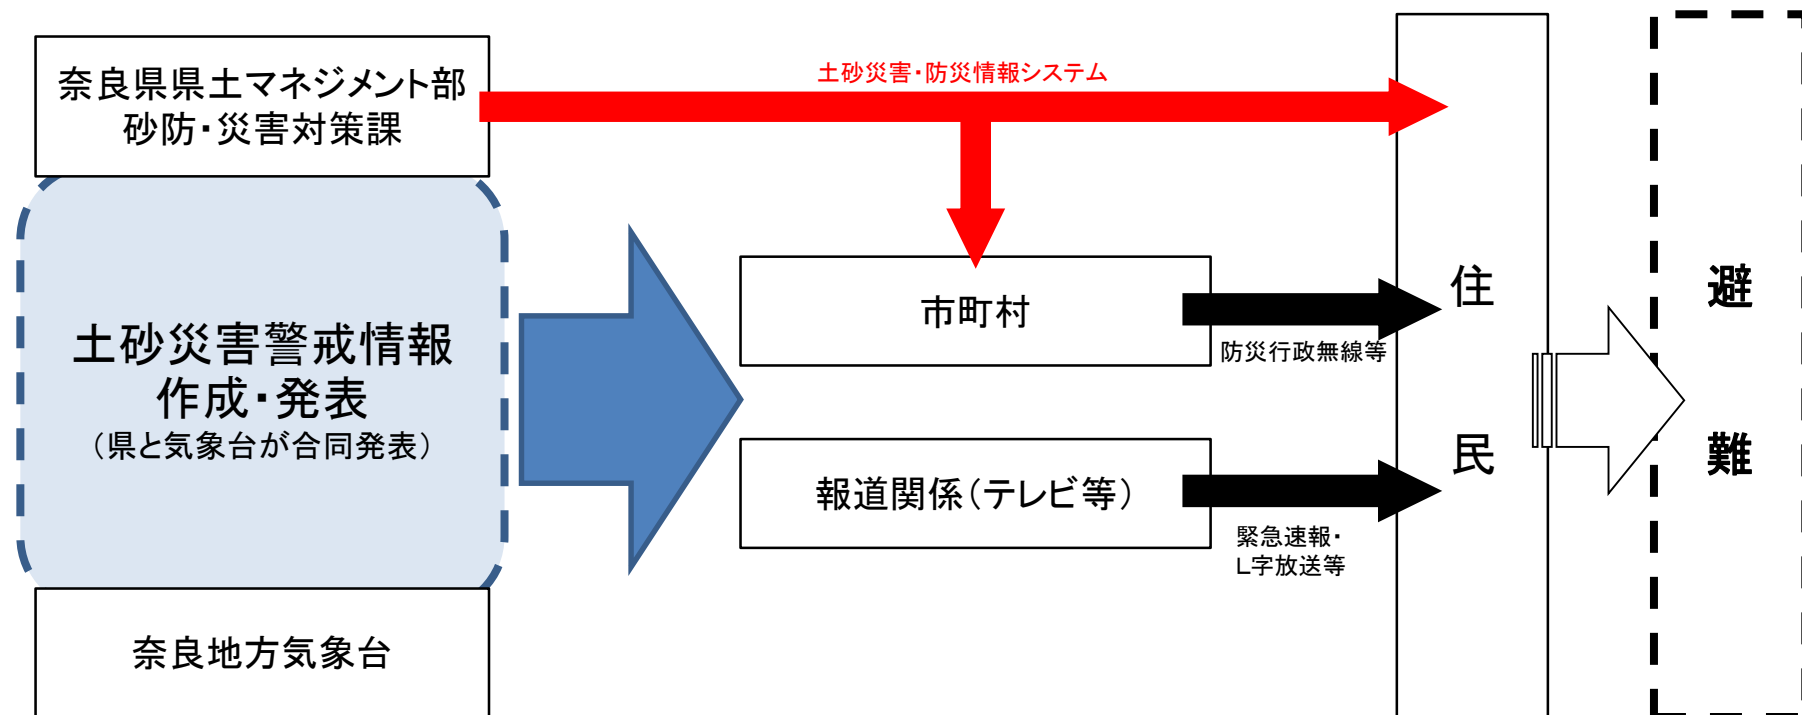 奈良県県土マネジメント部
砂防・災害対策課
土砂災害・防災情報システム
土砂災害警戒情報
作成・発表
（県と気象台が合同発表）
市町村
防災行政無線等
報道関係（テレビ等）
緊急速報・
L字放送等
奈良地方気象台
住
民
避
難